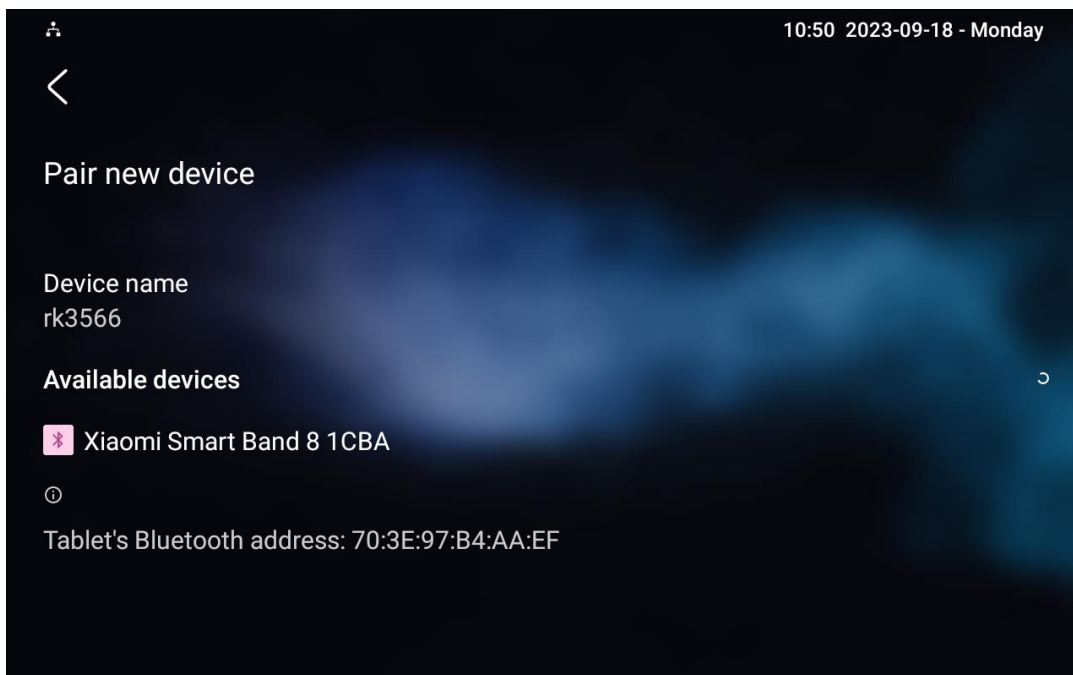 10:50 2023-09-18 - Monday
Pair new device
Device name
rk3566
Available devices
Xiaomi Smart Band 8 1CBA
Tablet's Bluetooth address: 70:3E:97:B4:AA:EF